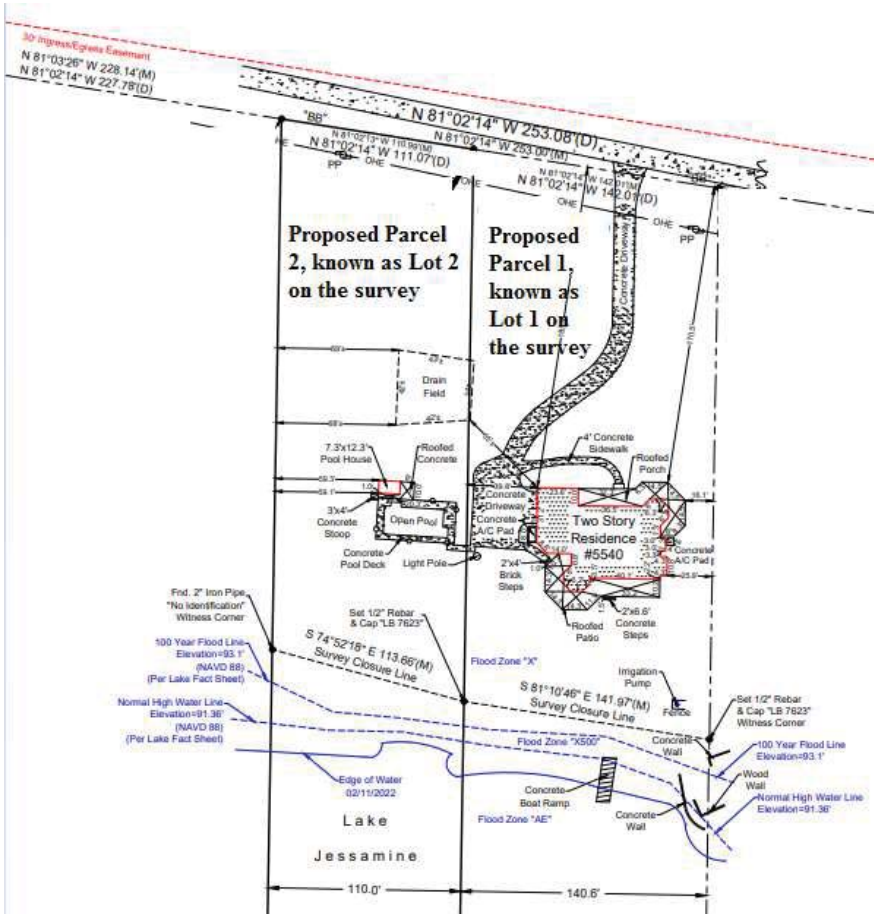 30' Ingress/Egress Easement
N 81°03'26" W 228.14'(M)
N 81°02'14" W 227.78'(D)
"BB"
N 81°02'14" W 253.08'(D)
N 81°02'14" W 253.00'(M)
N 81°02'14" W 111.07'(D)
N 81°02'14" W 142.01'(M)
N 81°02'14" W 142.01'(D)
PP
OHE
OHE
OHE
OHE
PP
Proposed Parcel
2, known as Lot 2
on the survey
Proposed
Parcel 1,
known as
Lot 1 on
the survey
Concrete Driveway
170.5'
Drain
Field
7.3'x12.3'
Pool House
Roofed
Concrete
4' Concrete
Sidewalk
Roofed
Porch
59.3'
59.1'
1.0'
3'x4'
Concrete
Stoop
Open Pool
Concrete
Driveway
Concrete
A/C Pad
Two Story
Residence
#5540
Concrete
A/C Pad
Concrete
Pool Deck
Light Pole
2'x4'
Brick
Steps
Roofed
Patio
2'x6.6'
Concrete
Steps
Fnd. 2" Iron Pipe
"No Identification"
Witness Corner
Set 1/2" Rebar
& Cap "LB 7623"
100 Year Flood Line
Elevation=93.1'
(NAVD 88)
(Per Lake Fact Sheet)
S 74°52'18" E 113.66'(M)
Survey Closure Line
Flood Zone "X"
S 81°10'46" E 141.97'(M)
Survey Closure Line
Irrigation
Pump
Fence
Set 1/2" Rebar
& Cap "LB 7623"
Witness Corner
Normal High Water Line
Elevation=91.36'
(NAVD 88)
(Per Lake Fact Sheet)
Flood Zone "X500"
Concrete
Wall
100 Year Flood Line
Elevation=93.1'
Edge of Water
02/11/2022
Concrete
Boat Ramp
Wood
Wall
Normal High Water Line
Elevation=91.36'
Concrete
Wall
Flood Zone "AE"
Lake
Jessamine
110.0'
140.6'